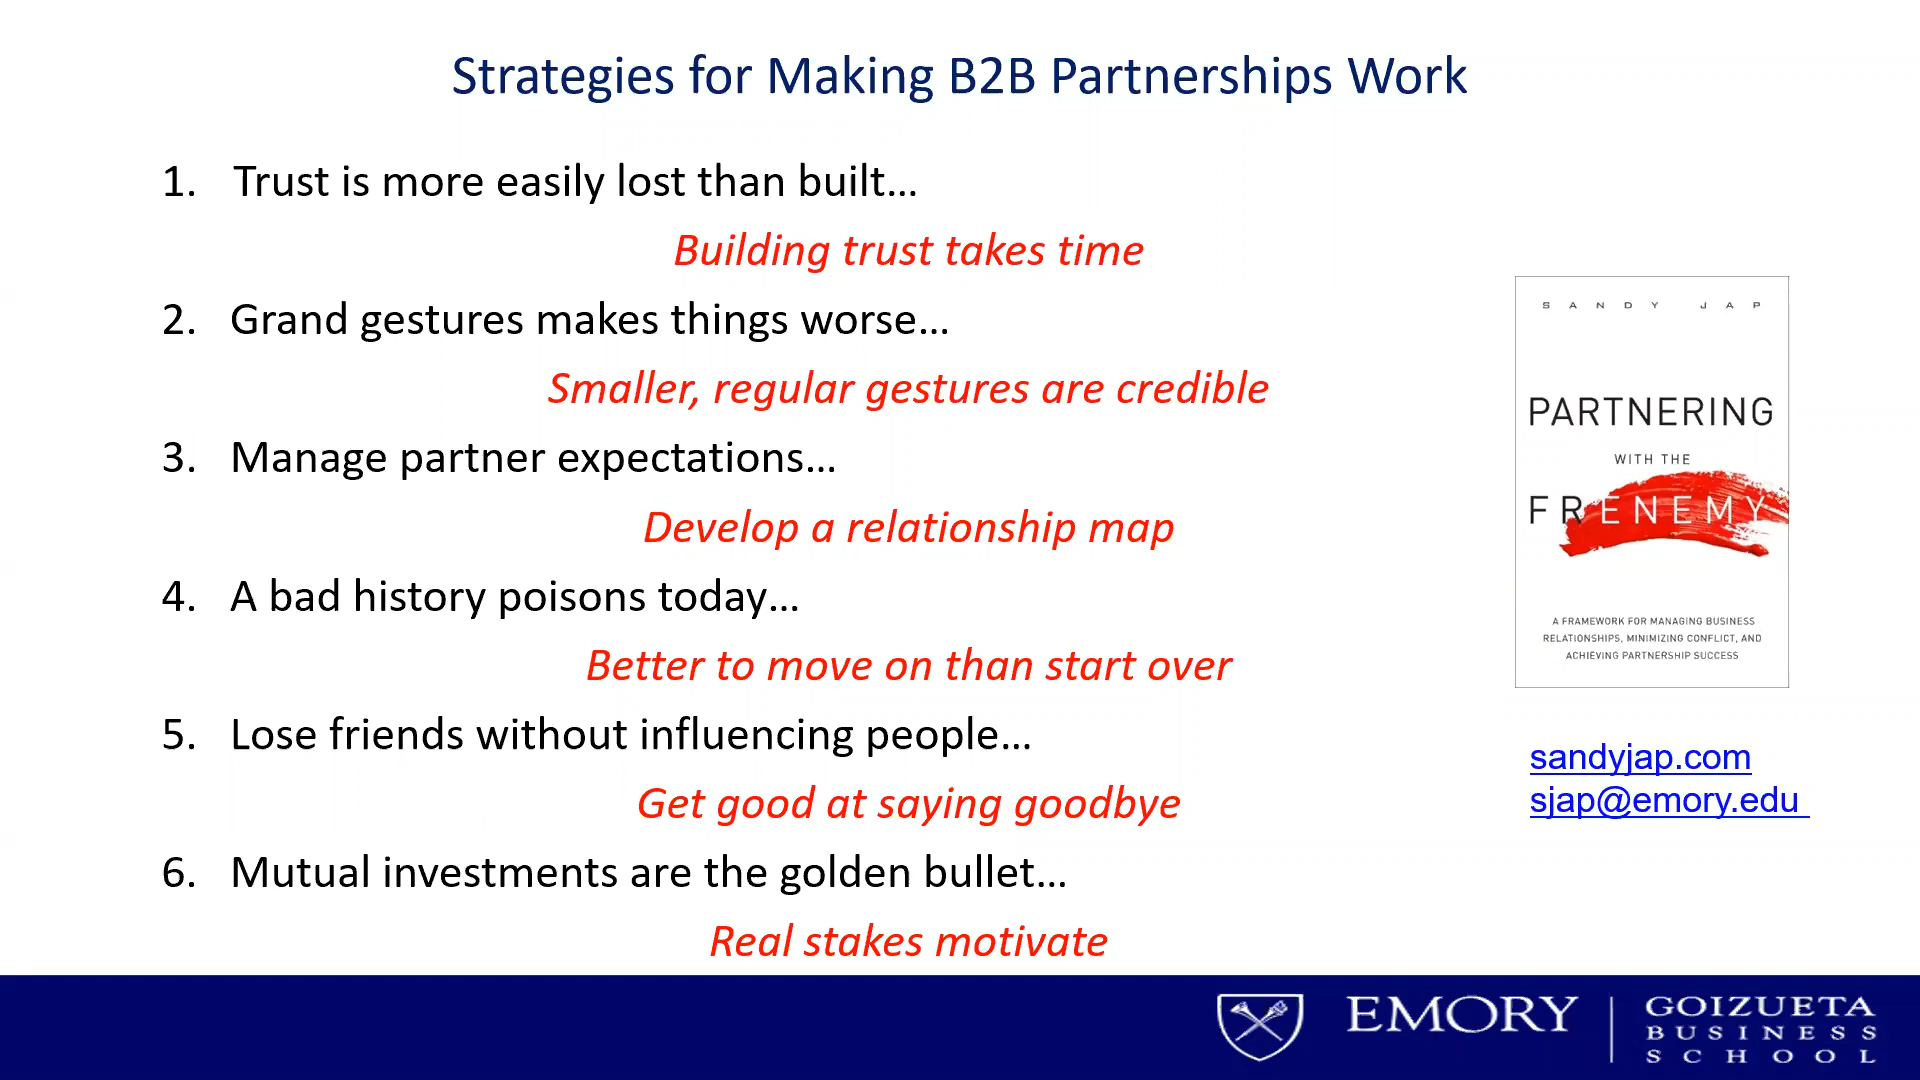 Strategies for Making B2B Partnerships Work
1. Trust is more easily lost than built...
Building trust takes time
2. Grand gestures makes things worse...
Smaller, regular gestures are credible
3. Manage partner expectations...
Develop a relationship map
4. A bad history poisons today...
Better to move on than start over
5. Lose friends without influencing people...
Get good at saying goodbye
6. Mutual investments are the golden bullet...
Real stakes motivate
SANDY JAP
PARTNERING
WITH THE
FRENEMY
A FRAMEWORK FOR MANAGING BUSINESS
RELATIONSHIPS, MINIMIZING CONFLICT, AND
ACHIEVING PARTNERSHIP SUCCESS
sandyjap.com
sjap@emory.edu
EMORY
GOIZUETA
BUSINESS
SCHOOL